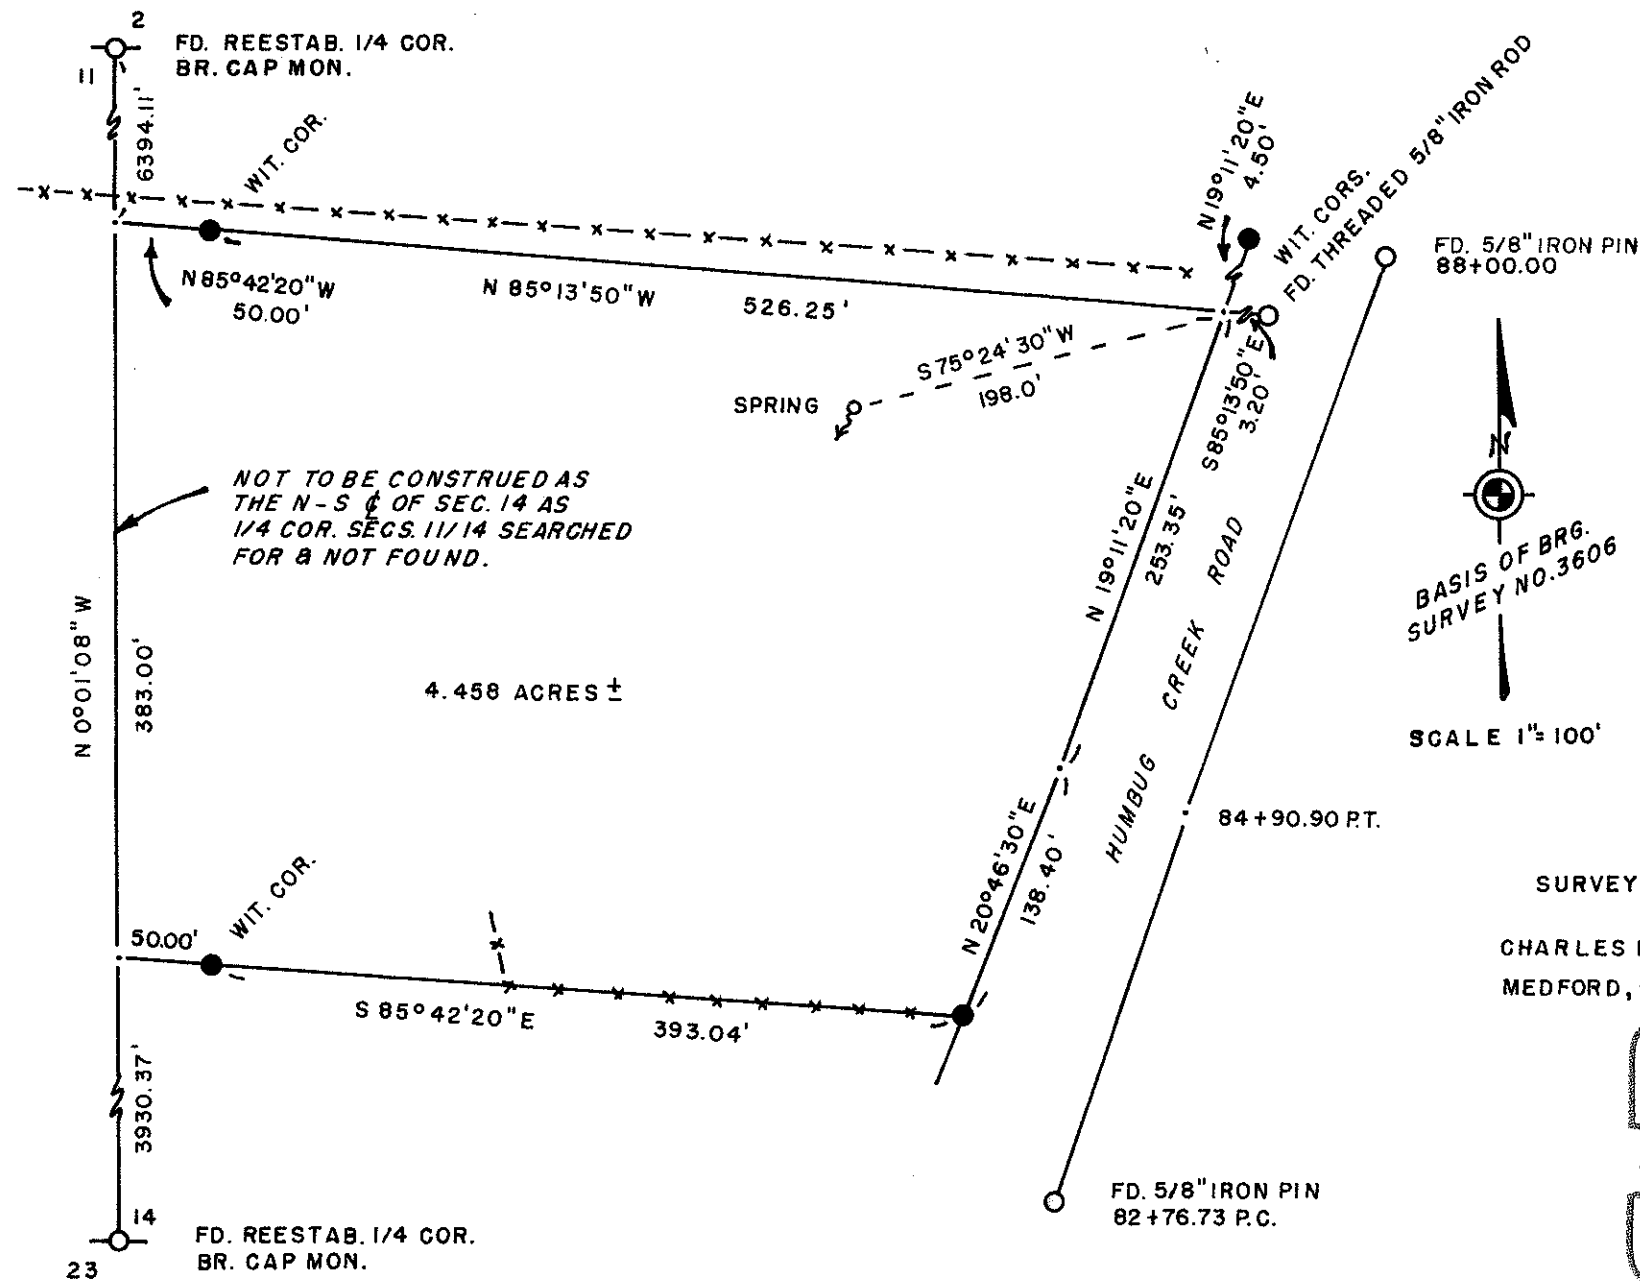 2
11
FD. REESTAB. 1/4 COR.
BR. CAP MON.
6394.11'
WIT. COR.
N 85°42'20" W
50.00'
N 85°13'50" W 526.25'
N 19°11'20" E
4.50'
WIT. CORS.
FD. THREADED 5/8" IRON ROD
FD. 5/8" IRON PIN
88+00.00
S 75°24'30" W
198.0'
SPRING
S 85°13'50" E
3.20'
NOT TO BE CONSTRUED AS
THE N-S ℄ OF SEC. 14 AS
1/4 COR. SECS. 11/14 SEARCHED
FOR & NOT FOUND.
N 19°11'20" E
253.35'
HUMBUG CREEK ROAD
N
BASIS OF BRG.
SURVEY NO. 3606
SCALE 1"= 100'
N 0°01'08" W
383.00'
4.458 ACRES ±
84+90.90 P.T.
N 20°46'30" E
138.40'
SURVEY
CHARLES
MEDFORD,
WIT. COR.
50.00'
S 85°42'20" E 393.04'
3930.37'
FD. 5/8" IRON PIN
82+76.73 P.C.
14
23
FD. REESTAB. 1/4 COR.
BR. CAP MON.